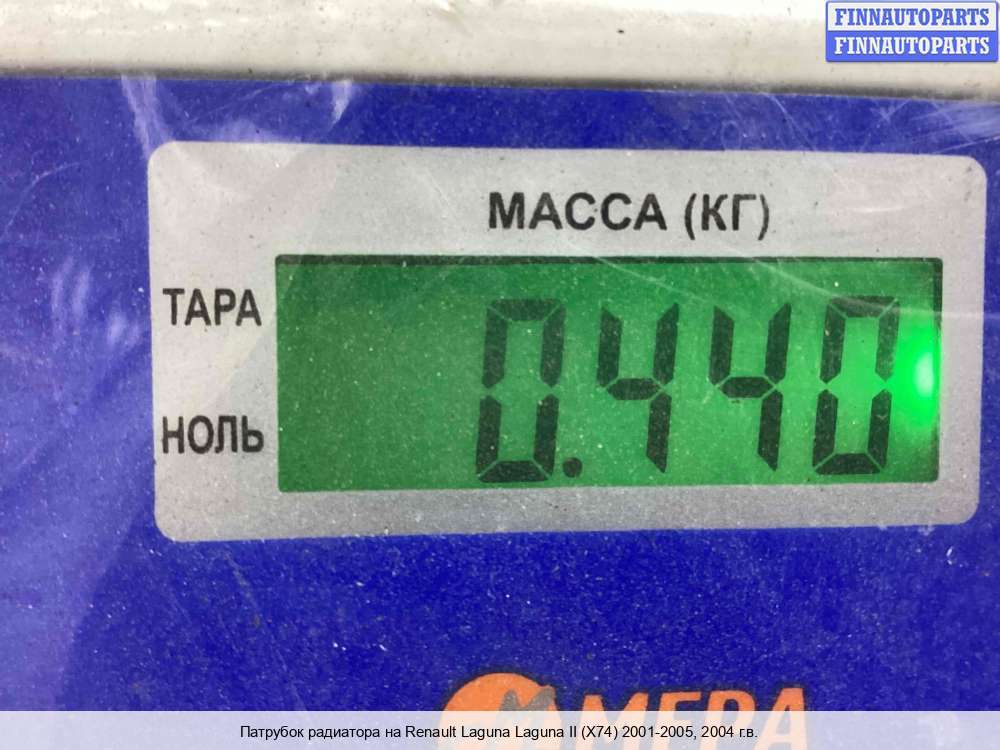 FINNAUTOPARTS
FINNAUTOPARTS
МАССА (КГ)
ТАРА
0.440
НОЛЬ
МЕРА
Патрубок радиатора на Renault Laguna Laguna II (X74) 2001-2005, 2004 г.в.